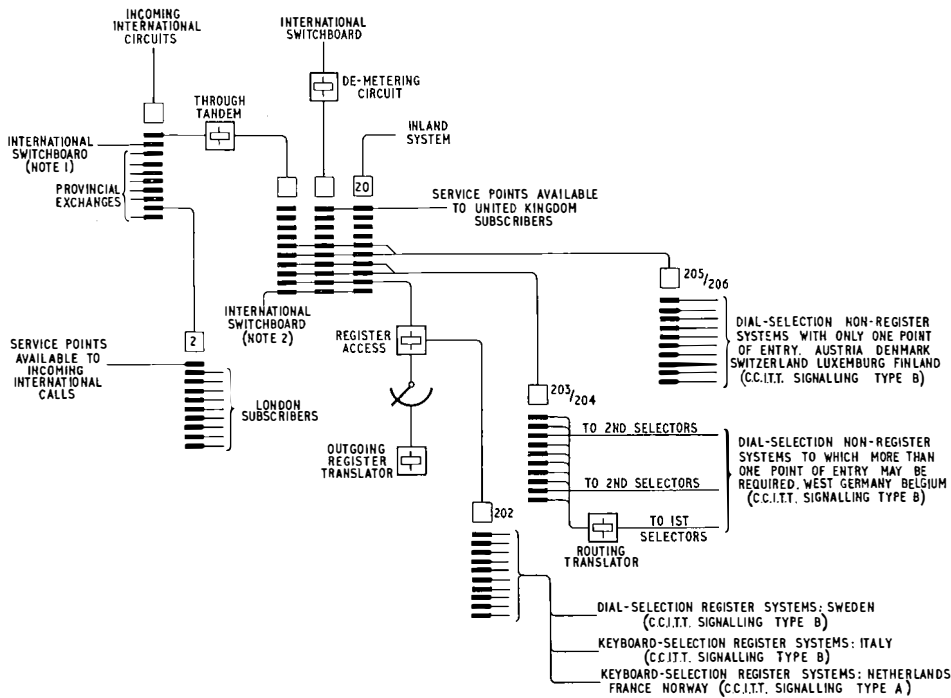 INCOMING
INTERNATIONAL
CIRCUITS
INTERNATIONAL
SWITCHBOARD
DE-METERING
CIRCUIT
THROUGH
TANDEM
INLAND
SYSTEM
INTERNATIONAL
SWITCHBOARD
(NOTE 1)
PROVINCIAL
EXCHANGES
20
SERVICE POINTS AVAILABLE
TO UNITED KINGDOM
SUBSCRIBERS
205/206
INTERNATIONAL
SWITCHBOARD
(NOTE 2)
REGISTER
ACCESS
2
SERVICE POINTS
AVAILABLE TO
INCOMING
INTERNATIONAL
CALLS
LONDON
SUBSCRIBERS
DIAL-SELECTION NON-REGISTER
SYSTEMS WITH ONLY ONE POINT
OF ENTRY. AUSTRIA DENMARK
SWITZERLAND LUXEMBURG FINLAND
(C.C.I.T.T. SIGNALLING TYPE B)
203/204
OUTGOING
REGISTER
TRANSLATOR
TO 2ND SELECTORS
TO 2ND SELECTORS
TO 1ST
SELECTORS
ROUTING
TRANSLATOR
DIAL-SELECTION NON-REGISTER
SYSTEMS TO WHICH MORE THAN
ONE POINT OF ENTRY MAY BE
REQUIRED. WEST GERMANY BELGIUM
(C.C.I.T.T. SIGNALLING TYPE B)
202
DIAL-SELECTION REGISTER SYSTEMS: SWEDEN
(C.C.I.T.T. SIGNALLING TYPE B)
KEYBOARD-SELECTION REGISTER SYSTEMS: ITALY
(C.C.I.T.T. SIGNALLING TYPE B)
KEYBOARD-SELECTION REGISTER SYSTEMS: NETHERLANDS
FRANCE NORWAY (C.C.I.T.T. SIGNALLING TYPE A)